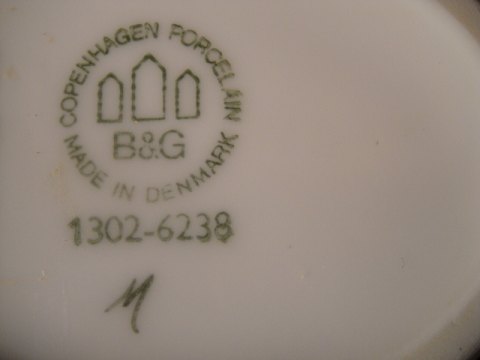 COPENHAGEN PORCELAIN
B&G
MADE IN DENMARK
1302-6238
M